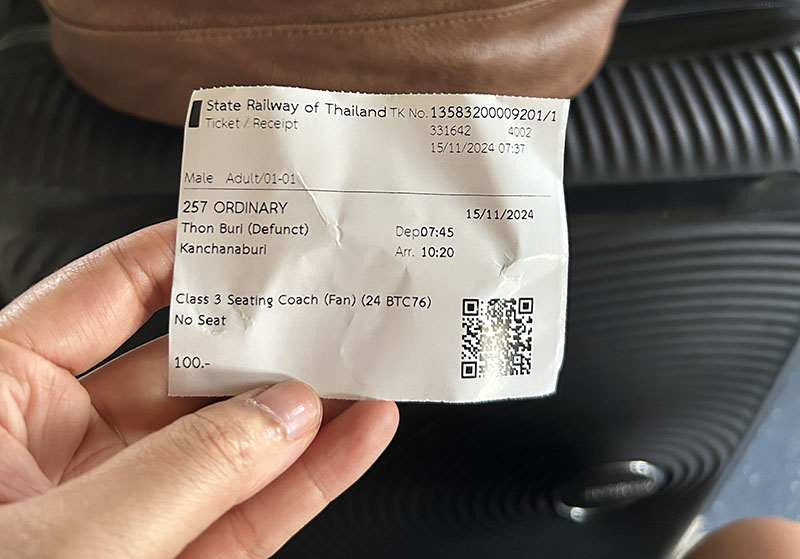 State Railway of Thailand TK No. 13583200009201/1
Ticket / Receipt 331642 4002
15/11/2024 07:37
Male Adult/01-01
257 ORDINARY 15/11/2024
Thon Buri (Defunct) Dep07:45
Kanchanaburi Arr. 10:20
Class 3 Seating Coach (Fan) (24 BTC76)
No Seat
100.-